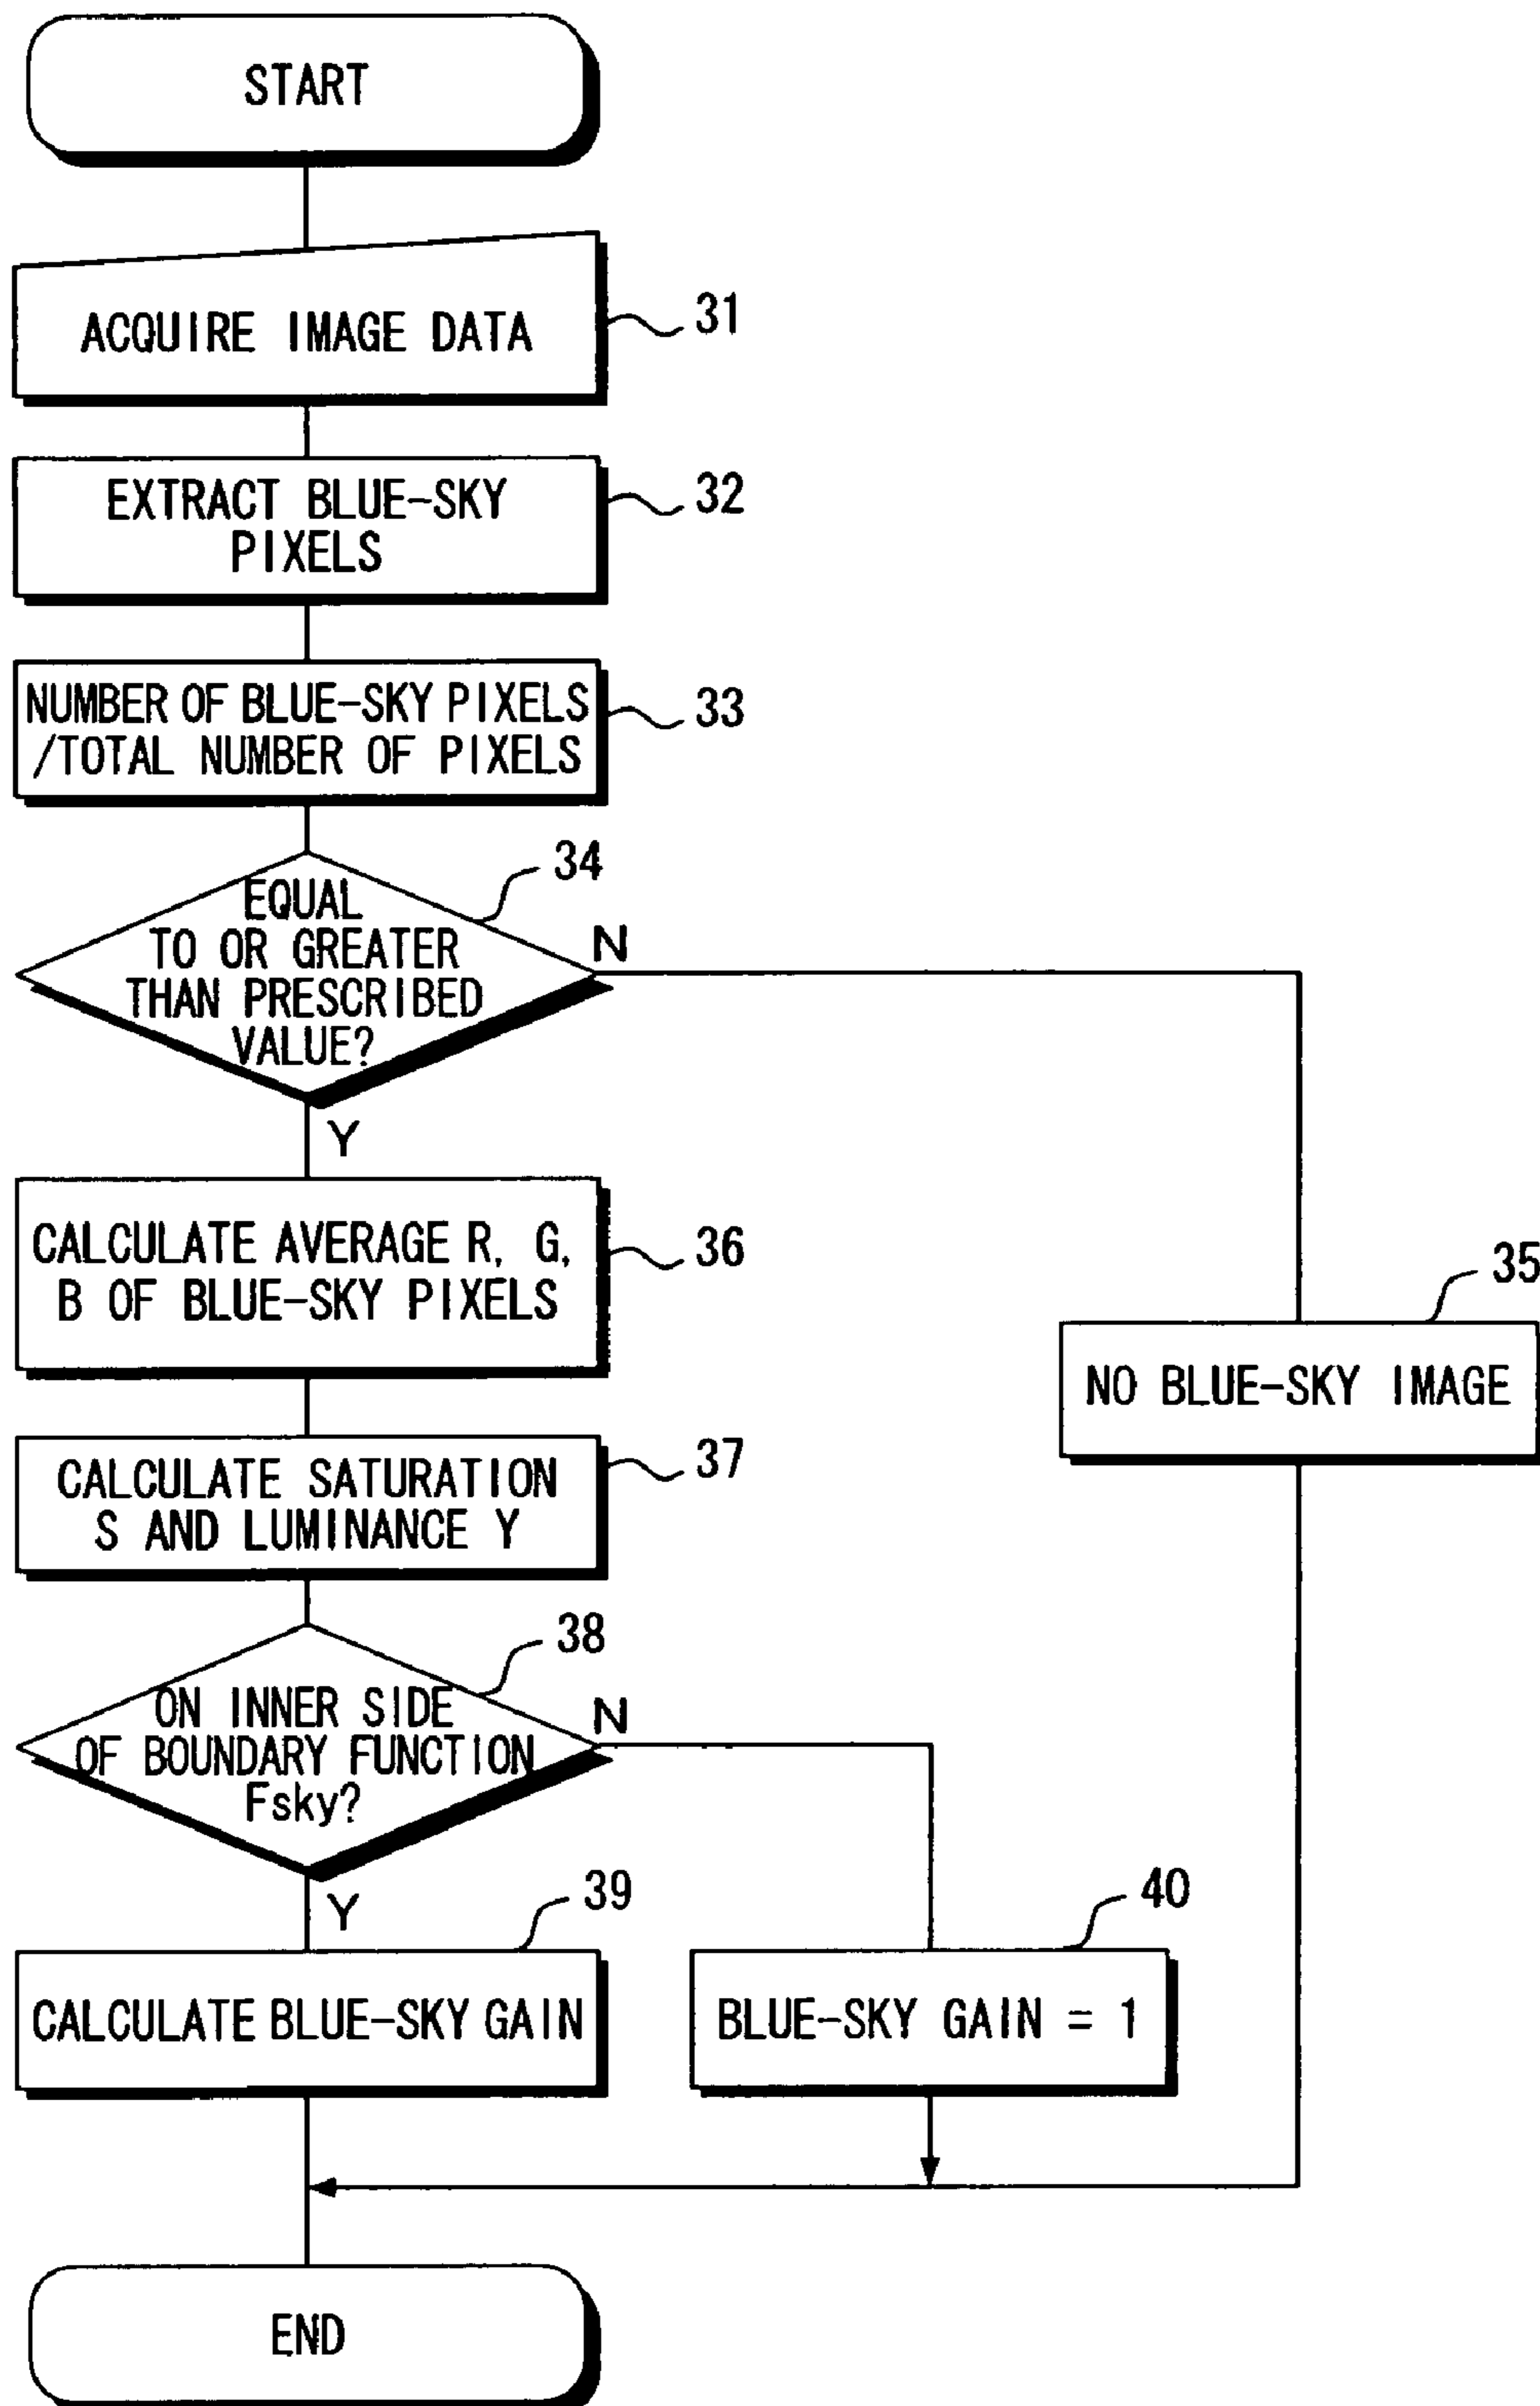 START
ACQUIRE IMAGE DATA
31
EXTRACT BLUE-SKY
PIXELS
32
NUMBER OF BLUE-SKY PIXELS
/TOTAL NUMBER OF PIXELS
33
34
EQUAL
TO OR GREATER
THAN PRESCRIBED
VALUE?
N
Y
CALCULATE AVERAGE R, G,
B OF BLUE-SKY PIXELS
36
35
NO BLUE-SKY IMAGE
CALCULATE SATURATION
S AND LUMINANCE Y
37
38
ON INNER SIDE
OF BOUNDARY FUNCTION
Fsky?
N
Y
39
CALCULATE BLUE-SKY GAIN
40
BLUE-SKY GAIN = 1
END